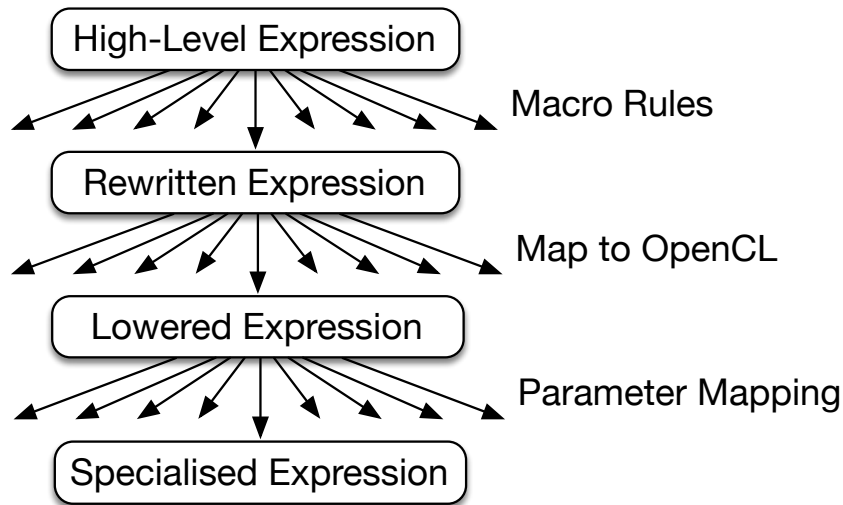 High-Level Expression
Macro Rules
Rewritten Expression
Map to OpenCL
Lowered Expression
Parameter Mapping
Specialised Expression